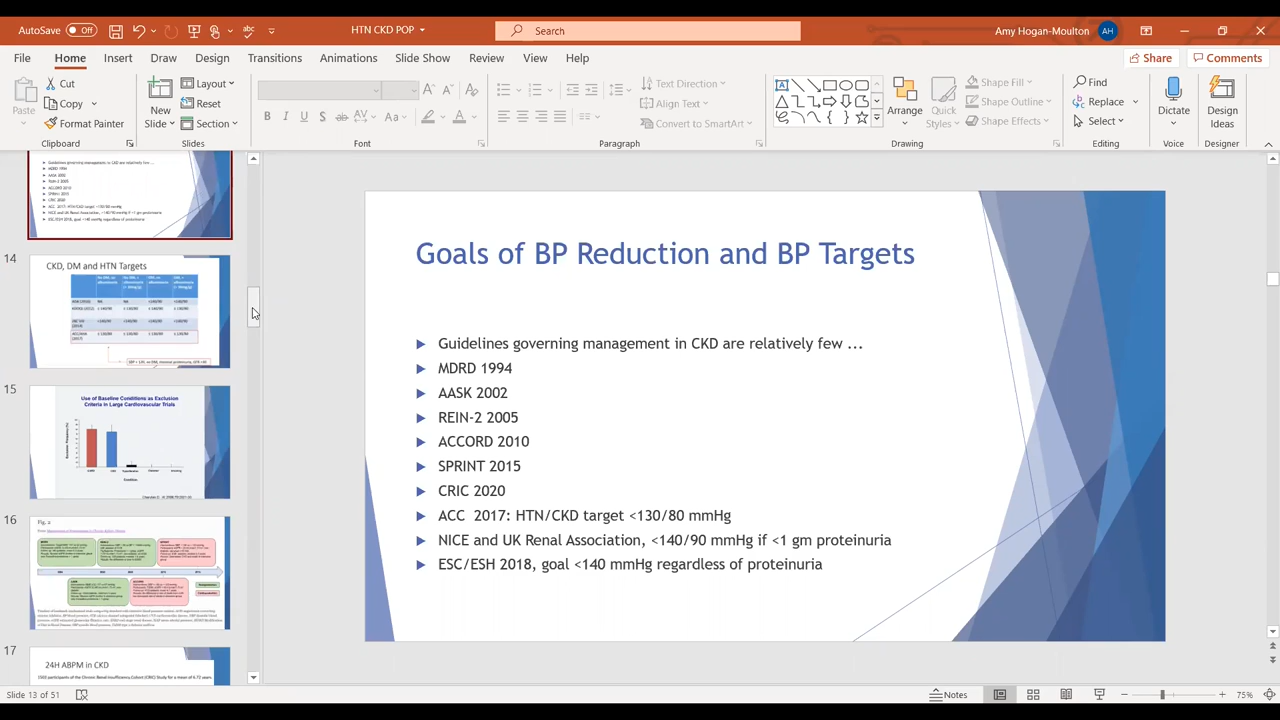 AutoSave Off
HTN CKD POP
Search
Amy Hogan-Moulton AH
File Home Insert Draw Design Transitions Animations Slide Show Review View Help
Share Comments
Paste
Cut
Copy
Format Painter
Clipboard
New
Slide
Layout
Reset
Section
Slides
Font
Text Direction
Align Text
Convert to SmartArt
Paragraph
Arrange
Quick
Styles
Shape Fill
Shape Outline
Shape Effects
Drawing
Find
Replace
Select
Editing
Dictate
Voice
Design
Ideas
Designer
14
CKD, DM and HTN Targets
15
Use of Baseline Conditions as Exclusion
Criteria in Large Cardiovascular Trials
16
Fig. 2
17
24H ABPM in CKD
Goals of BP Reduction and BP Targets
Guidelines governing management in CKD are relatively few ...
MDRD 1994
AASK 2002
REIN-2 2005
ACCORD 2010
SPRINT 2015
CRIC 2020
ACC 2017: HTN/CKD target <130/80 mmHg
NICE and UK Renal Association, <140/90 mmHg if <1 gm proteinuria
ESC/ESH 2018, goal <140 mmHg regardless of proteinuria
Slide 13 of 51
Notes
75%